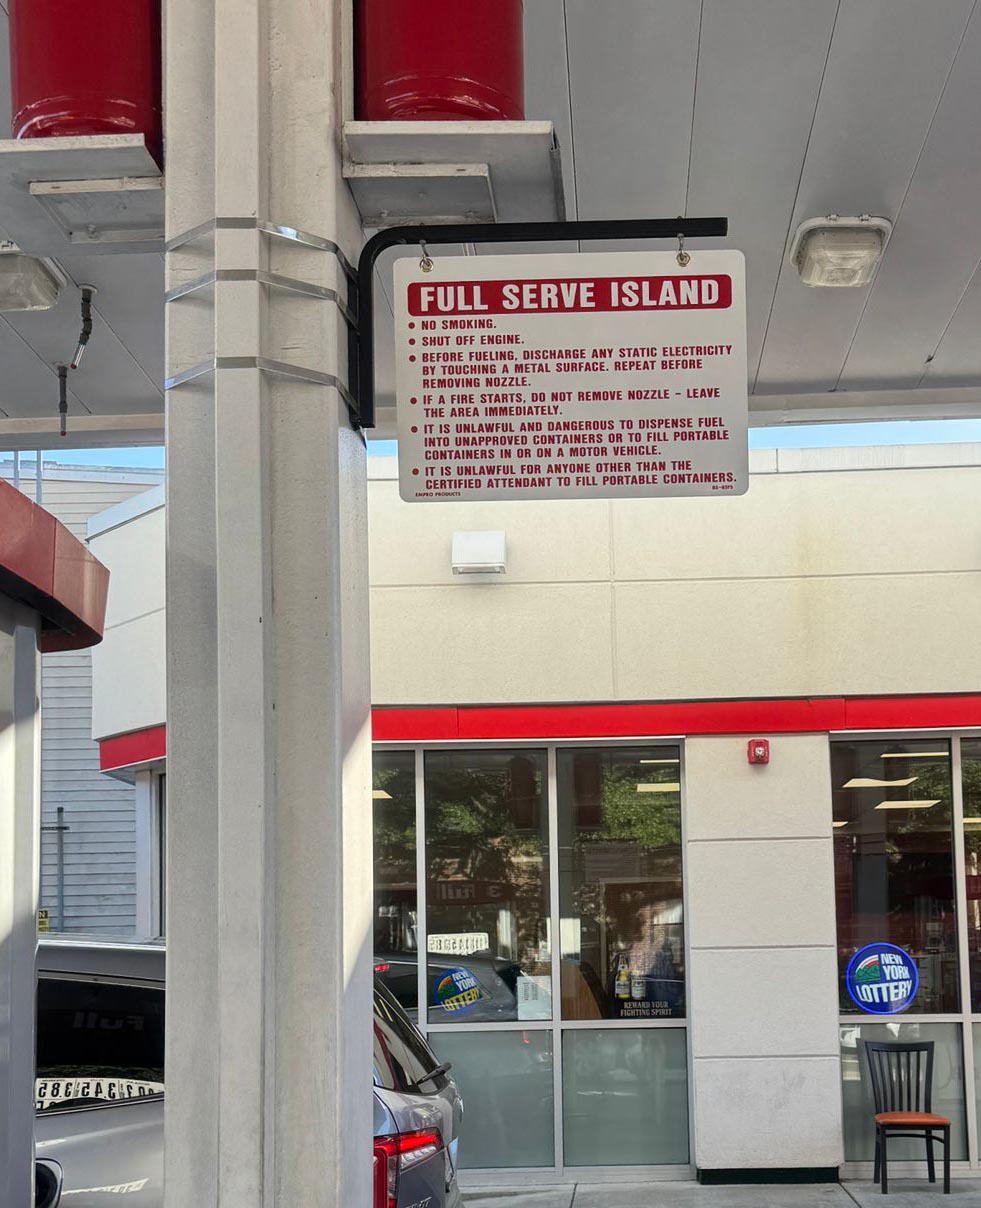 FULL SERVE ISLAND
• NO SMOKING.
• SHUT OFF ENGINE.
• BEFORE FUELING, DISCHARGE ANY STATIC ELECTRICITY
BY TOUCHING A METAL SURFACE. REPEAT BEFORE
REMOVING NOZZLE.
• IF A FIRE STARTS, DO NOT REMOVE NOZZLE – LEAVE
THE AREA IMMEDIATELY.
• IT IS UNLAWFUL AND DANGEROUS TO DISPENSE FUEL
INTO UNAPPROVED CONTAINERS OR TO FILL PORTABLE
CONTAINERS IN OR ON A MOTOR VEHICLE.
• IT IS UNLAWFUL FOR ANYONE OTHER THAN THE
CERTIFIED ATTENDANT TO FILL PORTABLE CONTAINERS.
EMPRO PRODUCTS
Full
NEW
YORK
LOTTERY
REWARD YOUR
FIGHTING SPIRIT
NEW
YORK
LOTTERY
Full